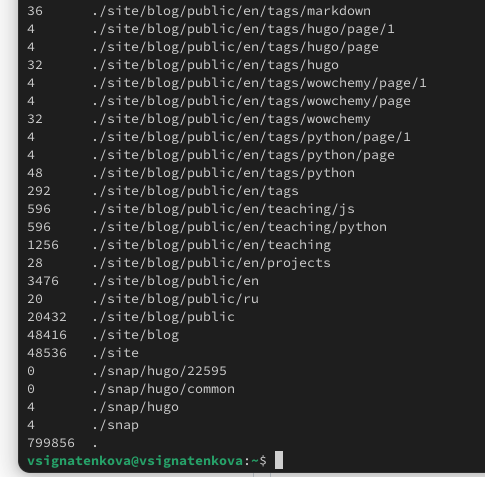 36 ./site/blog/public/en/tags/markdown
4 ./site/blog/public/en/tags/hugo/page/1
4 ./site/blog/public/en/tags/hugo/page
32 ./site/blog/public/en/tags/hugo
4 ./site/blog/public/en/tags/wowchemy/page/1
4 ./site/blog/public/en/tags/wowchemy/page
32 ./site/blog/public/en/tags/wowchemy
4 ./site/blog/public/en/tags/python/page/1
4 ./site/blog/public/en/tags/python/page
48 ./site/blog/public/en/tags/python
292 ./site/blog/public/en/tags
596 ./site/blog/public/en/teaching/js
596 ./site/blog/public/en/teaching/python
1256 ./site/blog/public/en/teaching
28 ./site/blog/public/en/projects
3476 ./site/blog/public/en
20 ./site/blog/public/ru
20432 ./site/blog/public
48416 ./site/blog
48536 ./site
0 ./snap/hugo/22595
0 ./snap/hugo/common
4 ./snap/hugo
4 ./snap
799856 .
vsignatenkova@vsignatenkova:~$